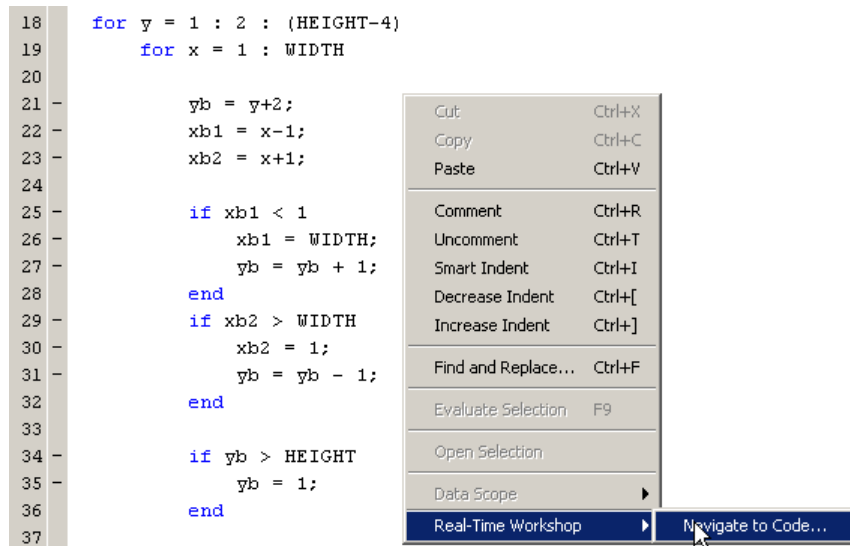 18 for y = 1 : 2 : (HEIGHT-4)
19 for x = 1 : WIDTH
20
21 - yb = y+2;
22 - xb1 = x-1;
23 - xb2 = x+1;
24
25 - if xb1 < 1
26 - xb1 = WIDTH;
27 - yb = yb + 1;
28 end
29 - if xb2 > WIDTH
30 - xb2 = 1;
31 - yb = yb - 1;
32 end
33
34 - if yb > HEIGHT
35 - yb = 1;
36 end
37
Cut Ctrl+X
Copy Ctrl+C
Paste Ctrl+V
Comment Ctrl+R
Uncomment Ctrl+T
Smart Indent Ctrl+I
Decrease Indent Ctrl+[
Increase Indent Ctrl+]
Find and Replace... Ctrl+F
Evaluate Selection F9
Open Selection
Data Scope
Real-Time Workshop
Navigate to Code...